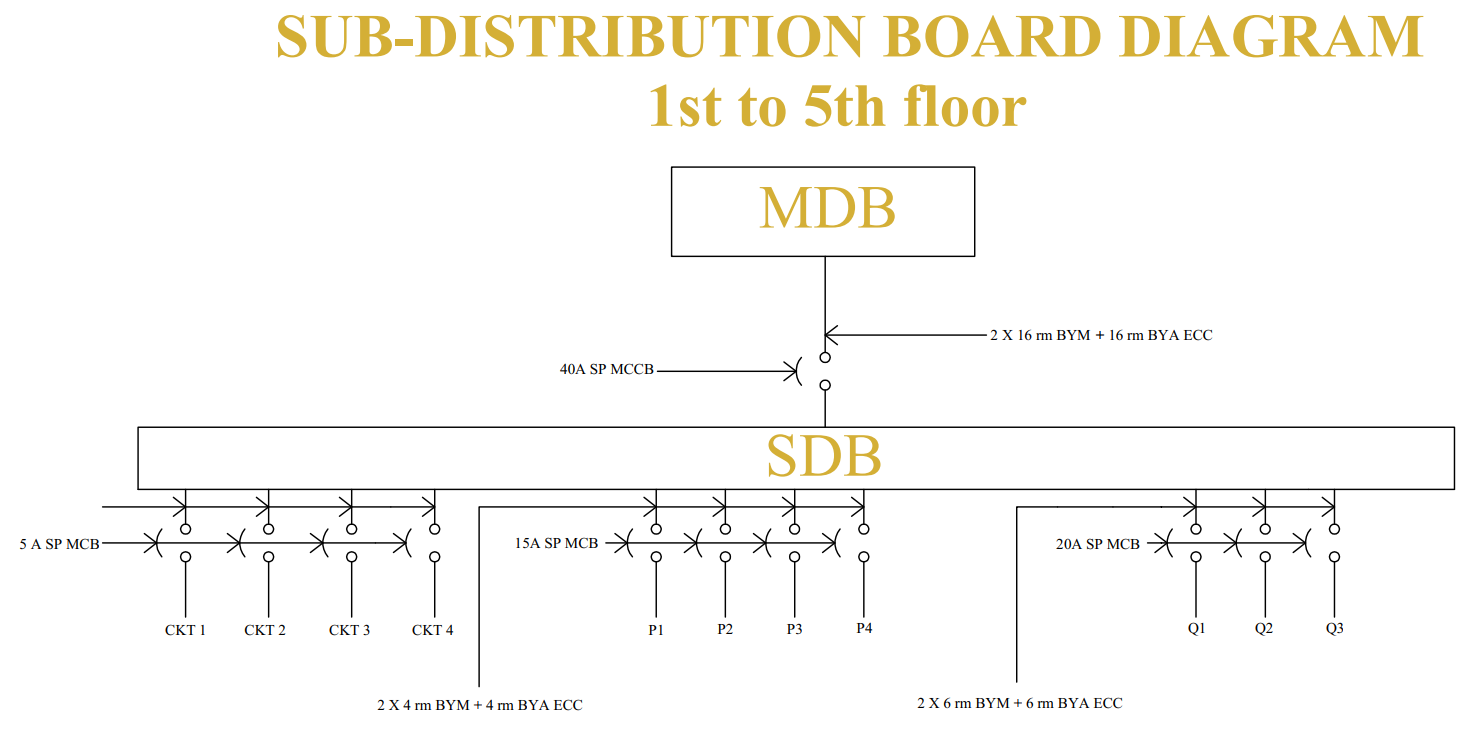 SUB-DISTRIBUTION BOARD DIAGRAM
1st to 5th floor
MDB
2 X 16 rm BYM + 16 rm BYA ECC
40A SP MCCB
SDB
5 A SP MCB
15A SP MCB
20A SP MCB
CKT 1
CKT 2
CKT 3
CKT 4
P1
P2
P3
P4
Q1
Q2
Q3
2 X 4 rm BYM + 4 rm BYA ECC
2 X 6 rm BYM + 6 rm BYA ECC